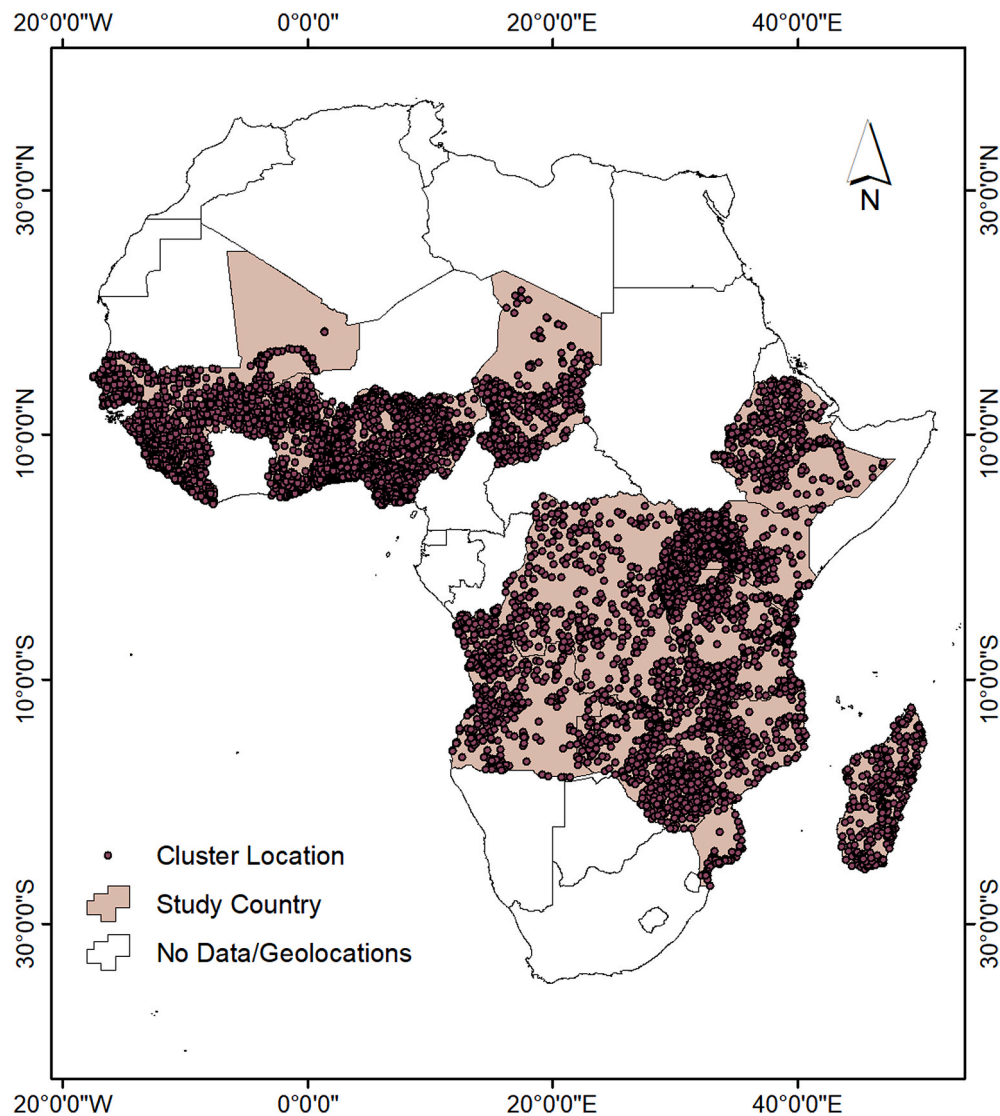 20°0'0"W 0°0'0" 20°0'0"E 40°0'0"E
30°0'0"N 30°0'0"N
N
10°0'0"N 10°0'0"N
10°0'0"S 10°0'0"S
Cluster Location
Study Country
30°0'0"S 30°0'0"S
No Data/Geolocations
20°0'0"W 0°0'0" 20°0'0"E 40°0'0"E